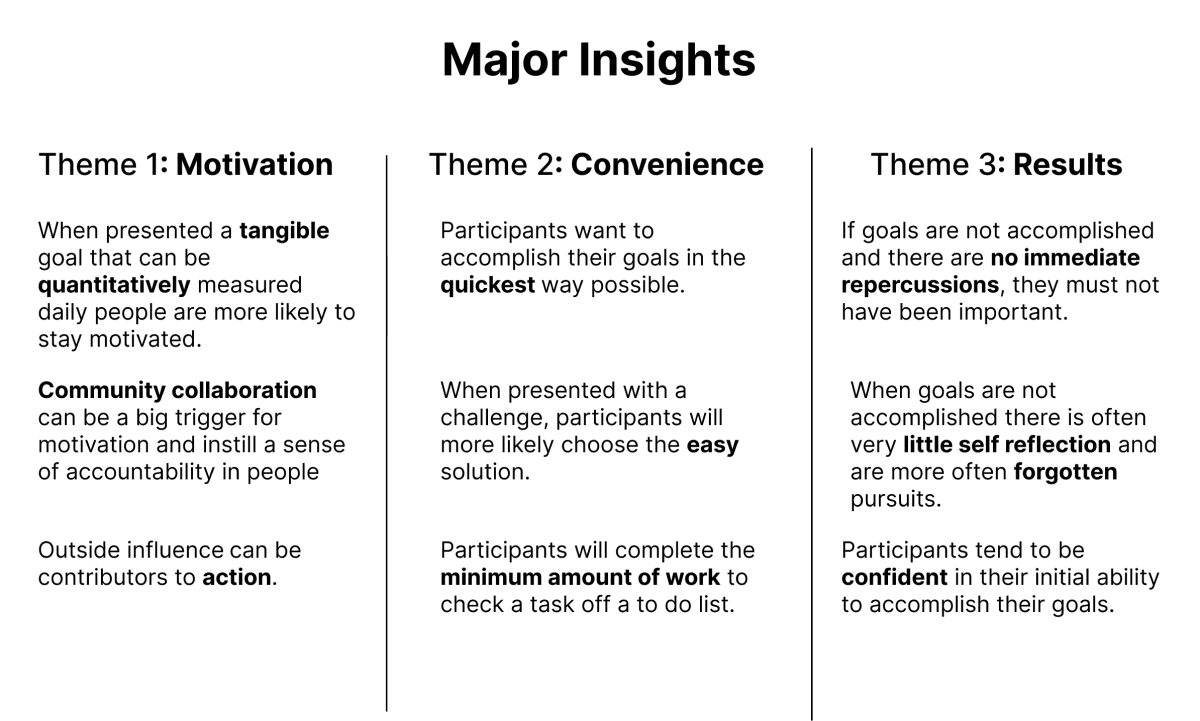 Major Insights
Theme 1: Motivation
When presented a tangible
goal that can be
quantitatively measured
daily people are more likely to
stay motivated.
Community collaboration
can be a big trigger for
motivation and instill a sense
of accountability in people
Outside influence can be
contributors to action.
Theme 2: Convenience
Participants want to
accomplish their goals in the
quickest way possible.
When presented with a
challenge, participants will
more likely choose the easy
solution.
Participants will complete the
minimum amount of work to
check a task off a to do list.
Theme 3: Results
If goals are not accomplished
and there are no immediate
repercussions, they must not
have been important.
When goals are not
accomplished there is often
very little self reflection and
are more often forgotten
pursuits.
Participants tend to be
confident in their initial ability
to accomplish their goals.